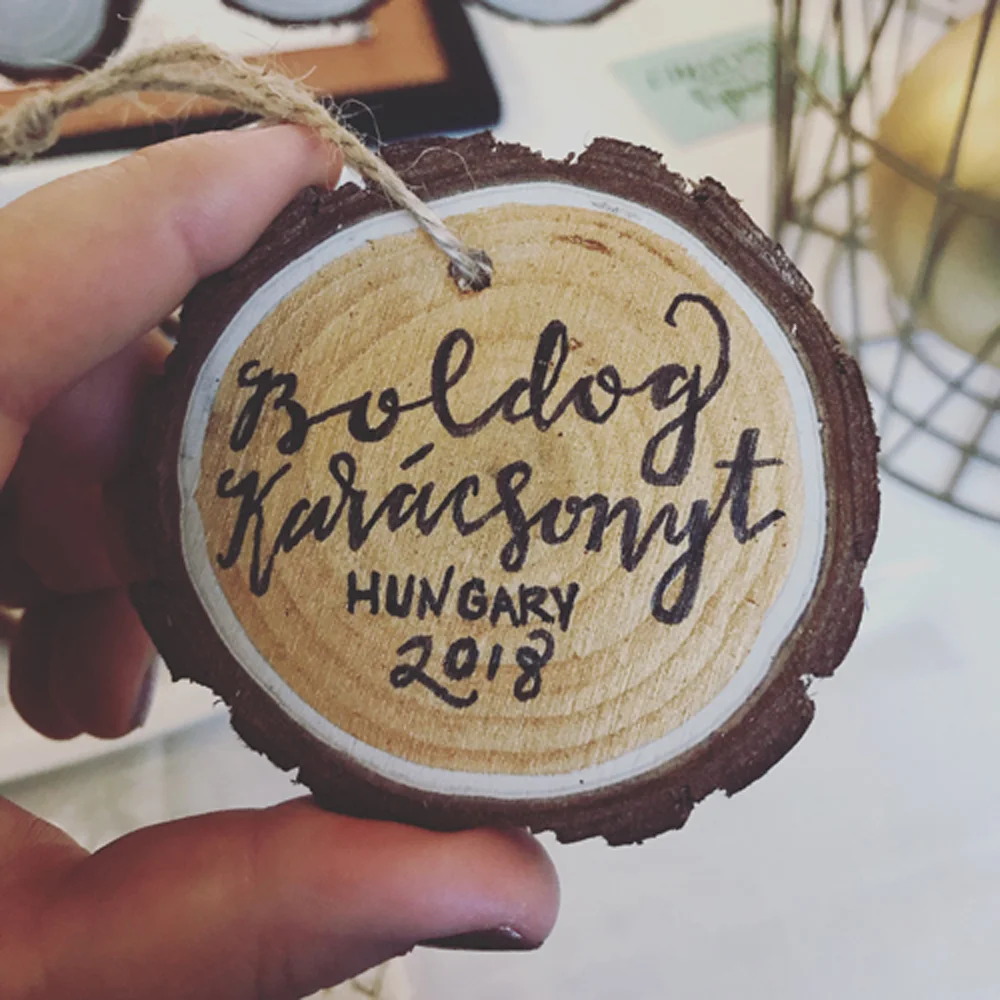 Boldog
Karácsonyt
HUNGARY
2018